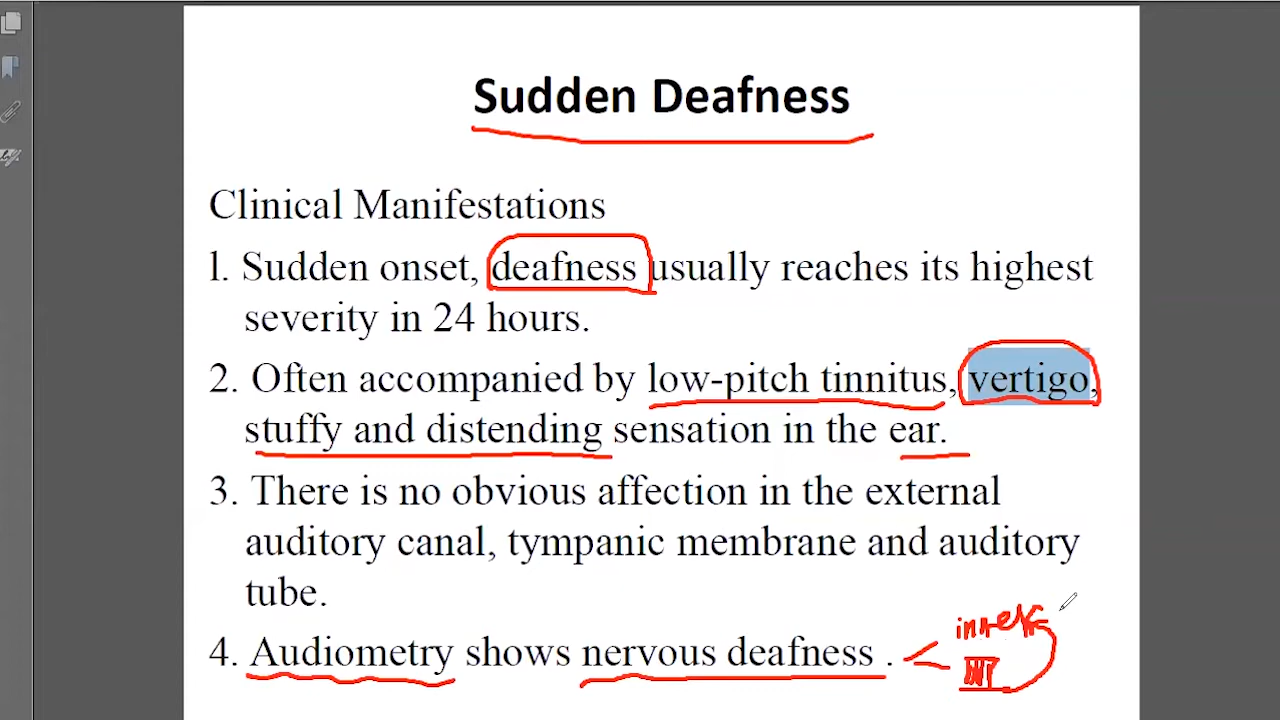 Sudden Deafness
Clinical Manifestations
1. Sudden onset, deafness usually reaches its highest
severity in 24 hours.
2. Often accompanied by low-pitch tinnitus, vertigo,
stuffy and distending sensation in the ear.
3. There is no obvious affection in the external
auditory canal, tympanic membrane and auditory
tube.
4. Audiometry shows nervous deafness .